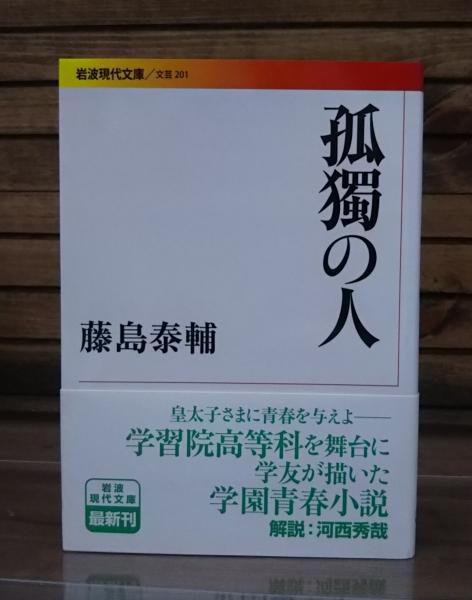 岩波現代文庫/文芸 201
孤獨の人
藤島泰輔
皇太子さまに青春を与えよ——
学習院高等科を舞台に
学友が描いた
学園青春小説
解説:河西秀哉
岩波
現代文庫
最新刊